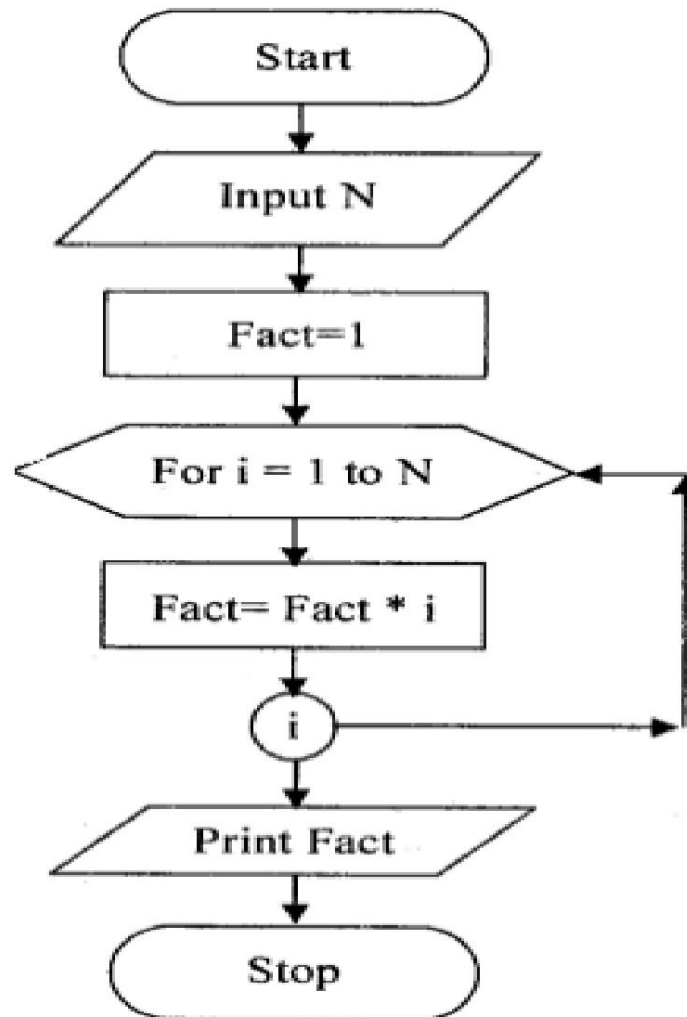 Start
Input N
Fact=1
For i = 1 to N
Fact= Fact * i
i
Print Fact
Stop